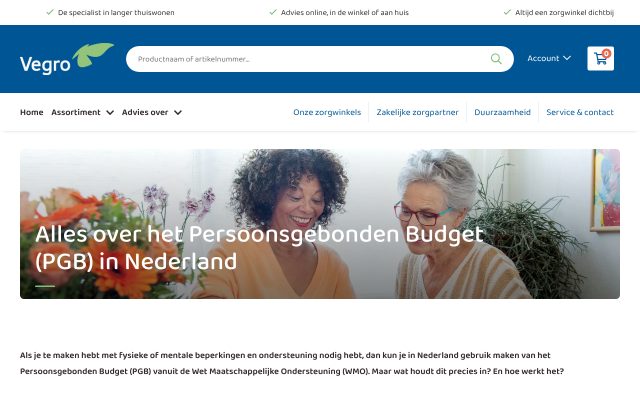 De specialist in langer thuiswonen
Advies online, in de winkel of aan huis
Altijd een zorgwinkel dichtbij
Vegro
Productnaam of artikelnummer...
Account
0
Home Assortiment Advies over
Onze zorgwinkels Zakelijke zorgpartner Duurzaamheid Service & contact
Alles over het Persoonsgebonden Budget
(PGB) in Nederland
Als je te maken hebt met fysieke of mentale beperkingen en ondersteuning nodig hebt, dan kun je in Nederland gebruik maken van het
Persoonsgebonden Budget (PGB) vanuit de Wet Maatschappelijke Ondersteuning (WMO). Maar wat houdt dit precies in? En hoe werkt het?